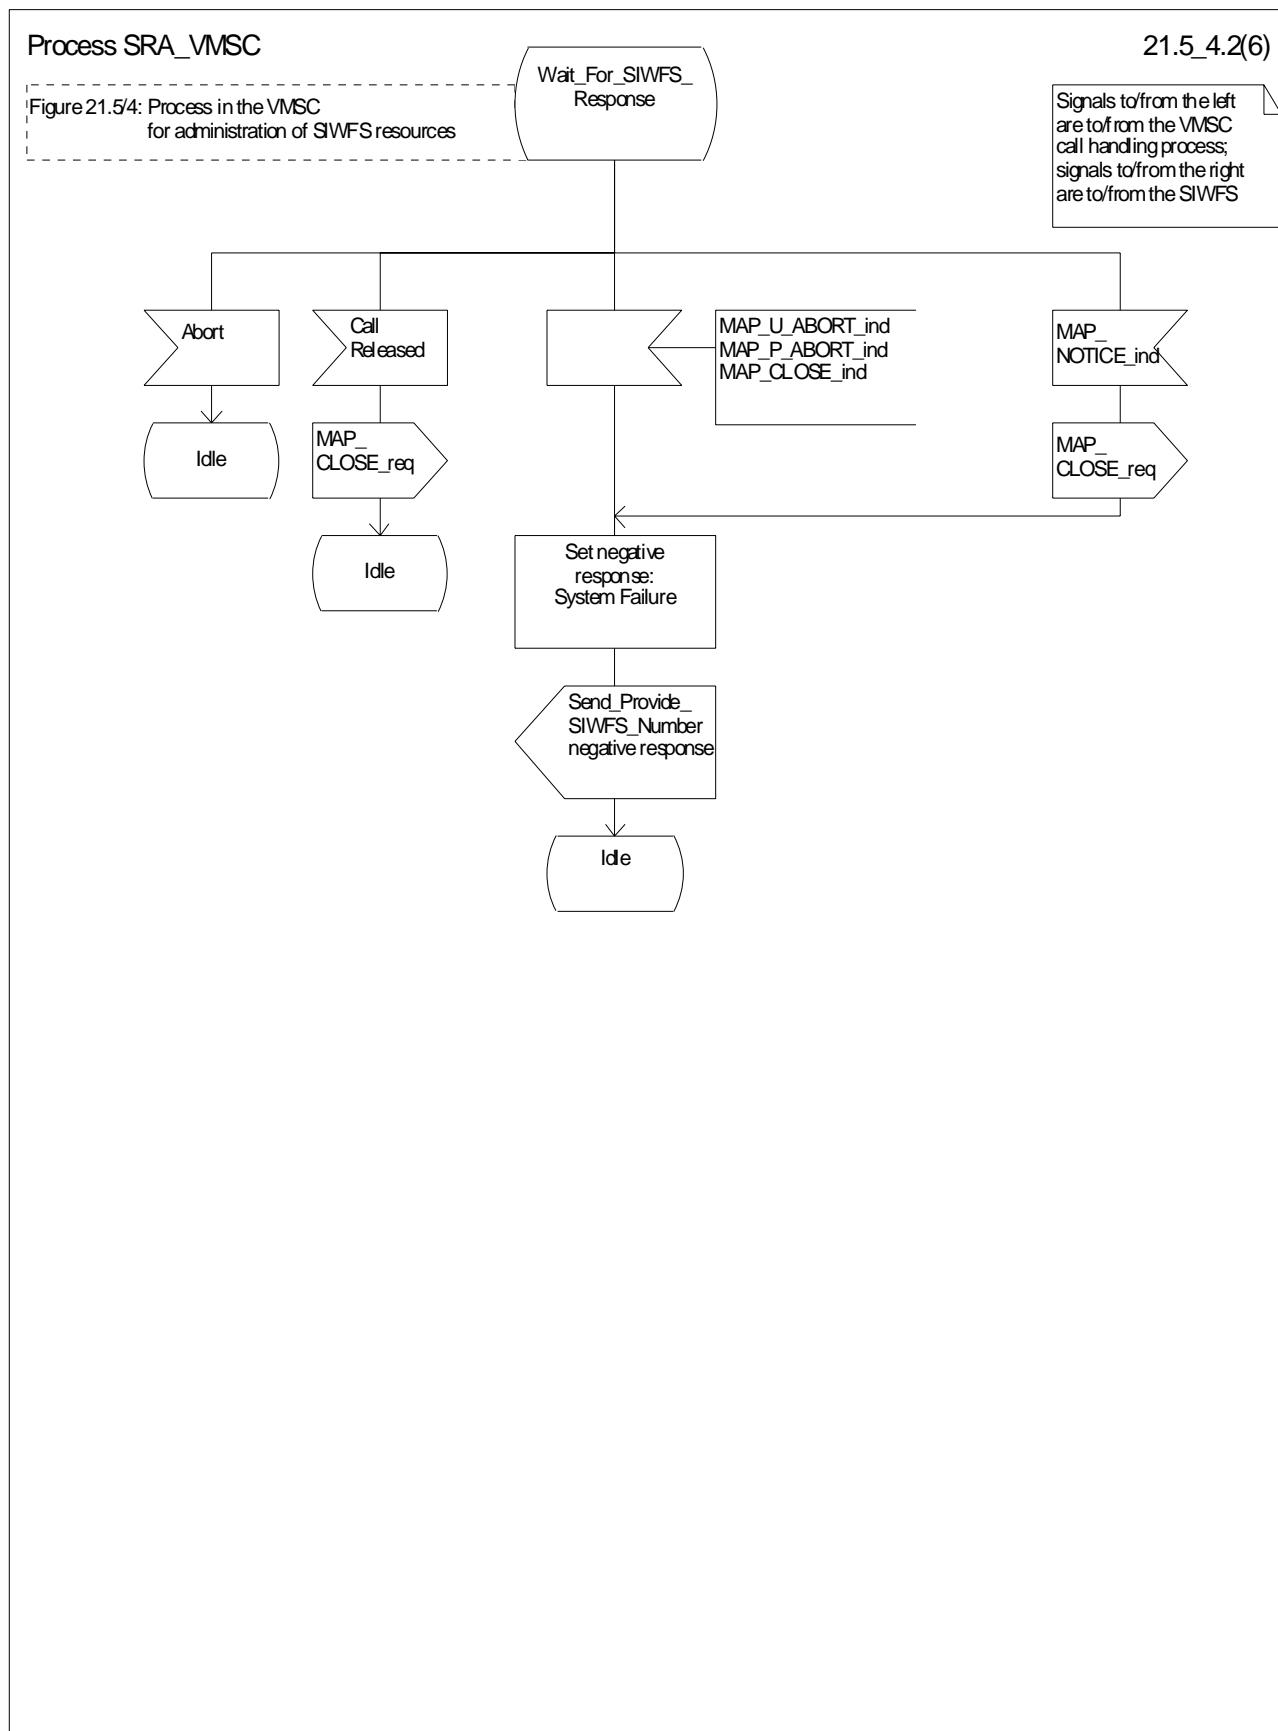 Process SRA_VMSC
21.5_4.2(6)
Figure 21.5/4: Process in the VMSC
for administration of SIWFS resources
Wait_For_SIWFS_
Response
Signals to/from the left
are to/from the VMSC
call handling process;
signals to/from the right
are to/from the SIWFS
Abort
Call
Released
MAP_U_ABORT_ind
MAP_P_ABORT_ind
MAP_CLOSE_ind
MAP_
NOTICE_ind
Idle
MAP_
CLOSE_req
MAP_
CLOSE_req
Idle
Set negative
response:
System Failure
Send_Provide_
SIWFS_Number
negative response
Idle